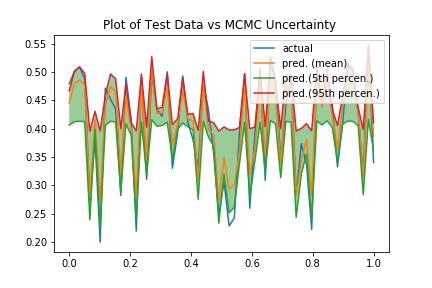 Plot of Test Data vs MCMC Uncertainty
actual
pred. (mean)
pred.(5th percen.)
pred.(95th percen.)
0.55
0.50
0.45
0.40
0.35
0.30
0.25
0.20
0.0 0.2 0.4 0.6 0.8 1.0